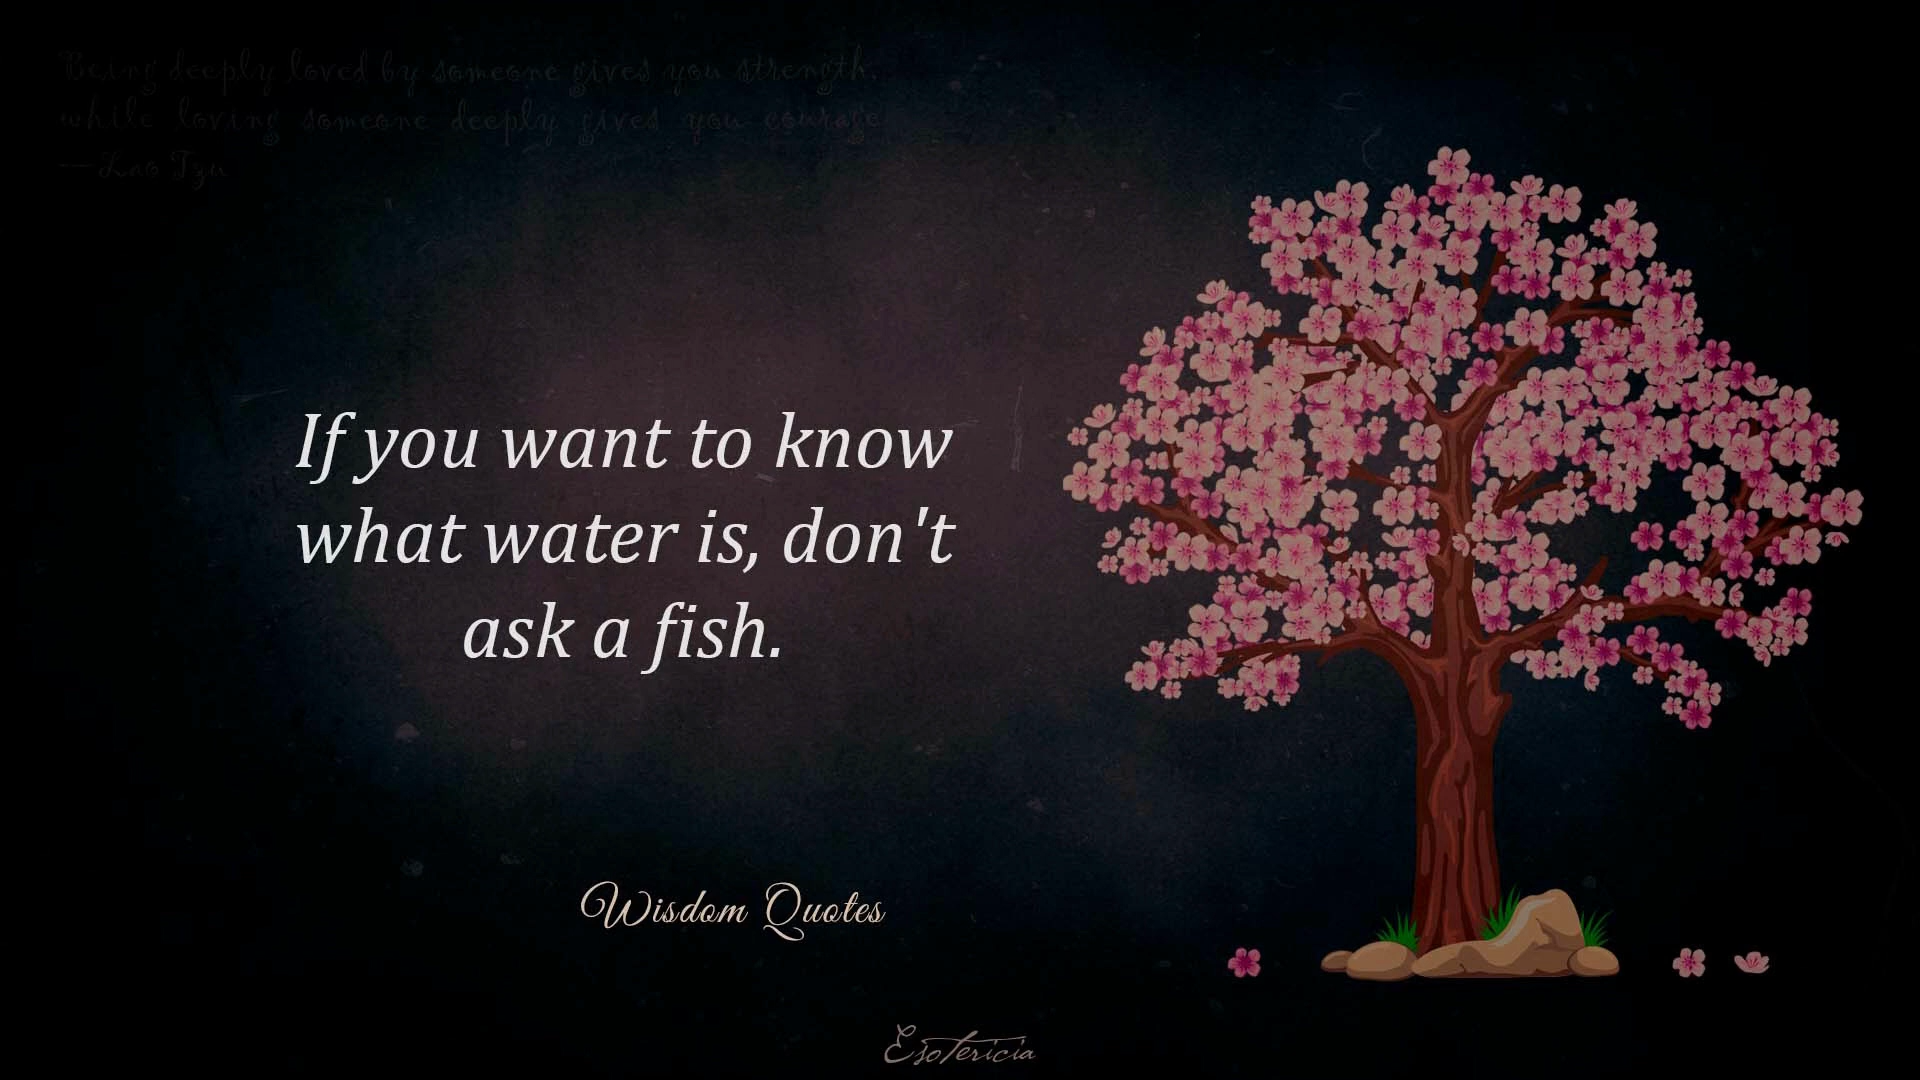 Being deeply loved by someone gives you strength,
while loving someone deeply gives you courage
—Lao Tzu
If you want to know
what water is, don't
ask a fish.
Wisdom Quotes
Esotericia